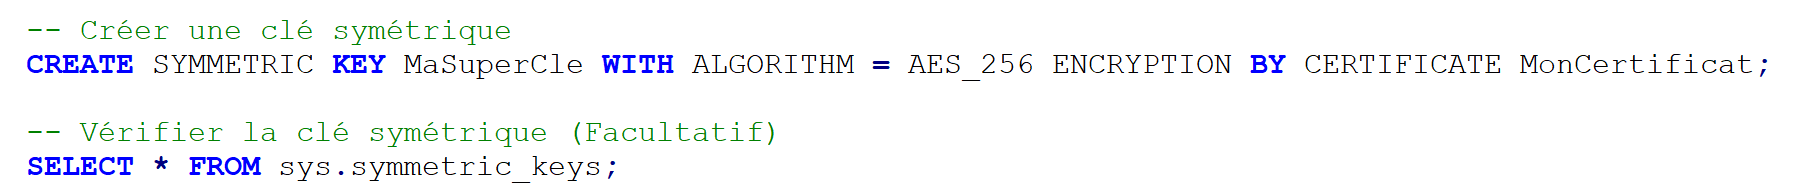 -- Créer une clé symétrique
CREATE SYMMETRIC KEY MaSuperCle WITH ALGORITHM = AES_256 ENCRYPTION BY CERTIFICATE MonCertificat;
-- Vérifier la clé symétrique (Facultatif)
SELECT * FROM sys.symmetric_keys;